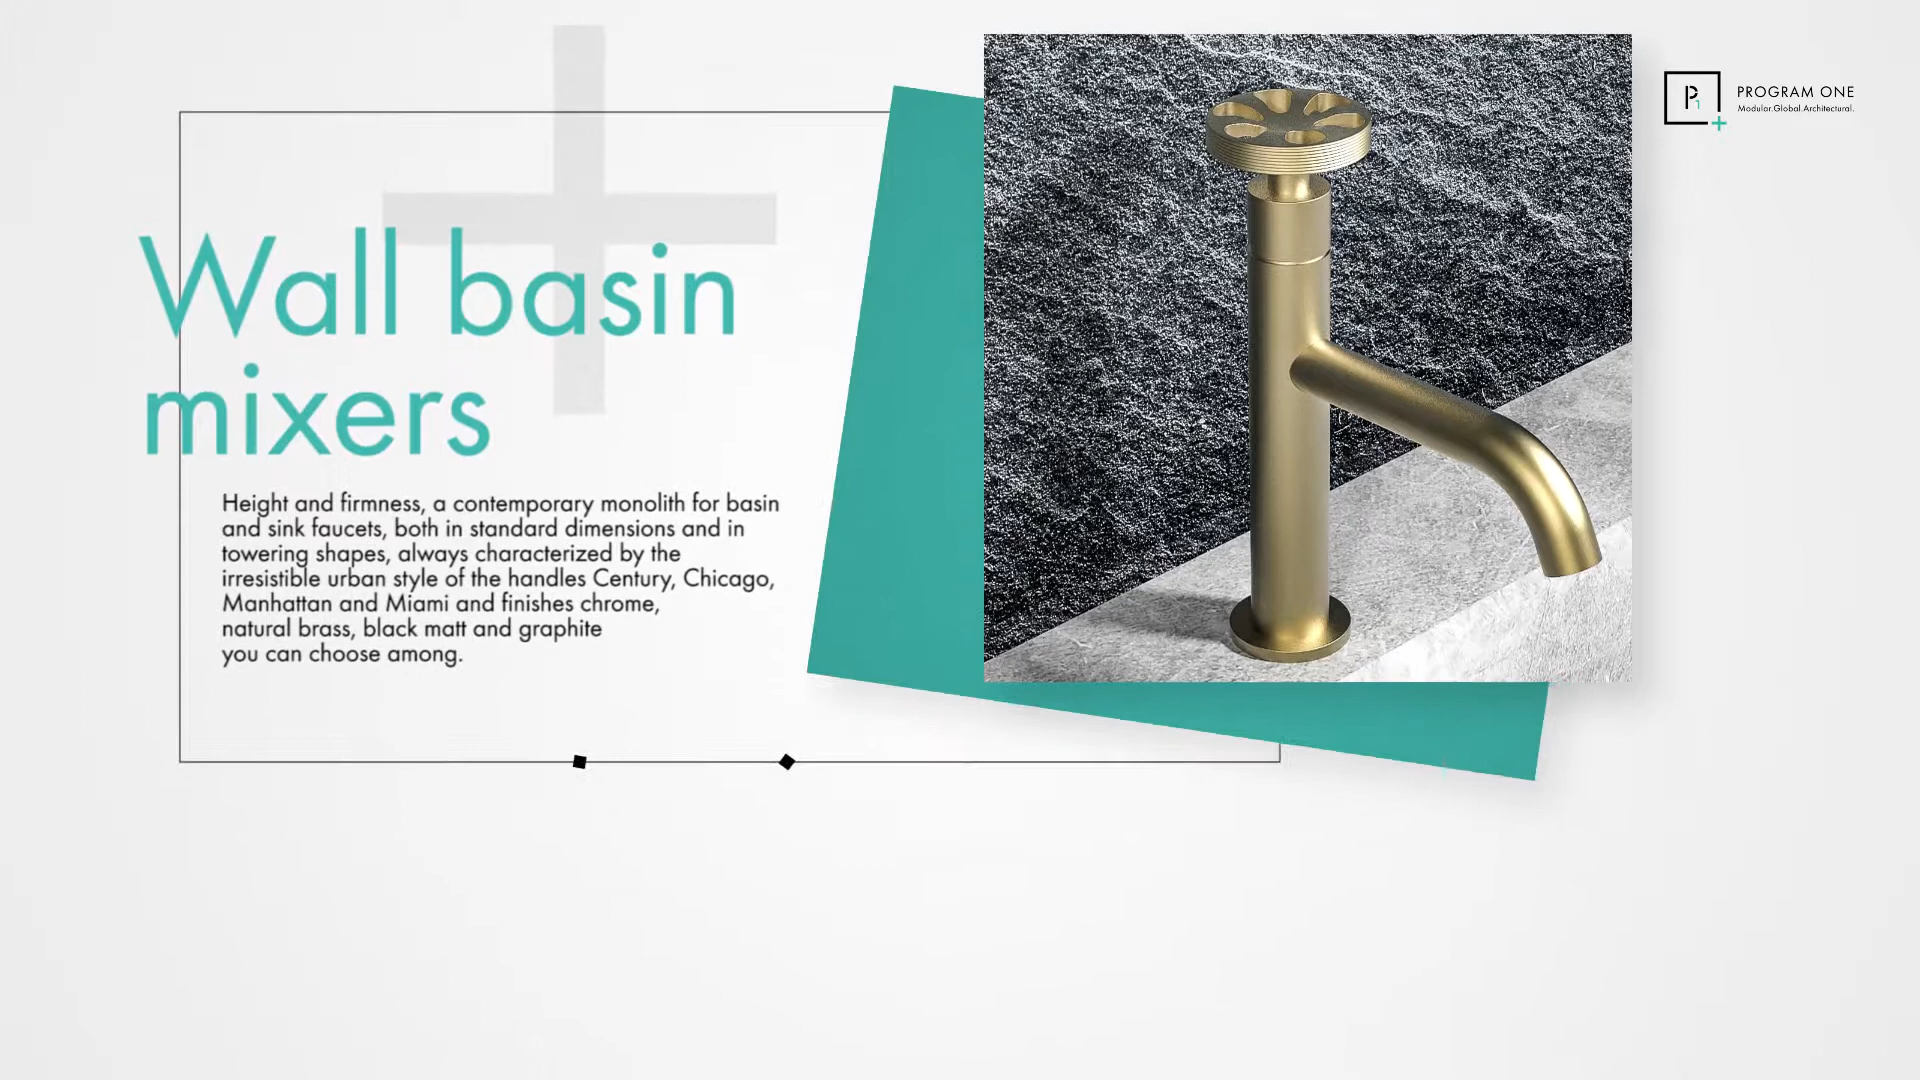 Wall basin
mixers
Height and firmness, a contemporary monolith for basin
and sink faucets, both in standard dimensions and in
towering shapes, always characterized by the
irresistible urban style of the handles Century, Chicago,
Manhattan and Miami and finishes chrome,
natural brass, black matt and graphite
you can choose among.
P1
PROGRAM ONE
Modular.Global.Architectural.